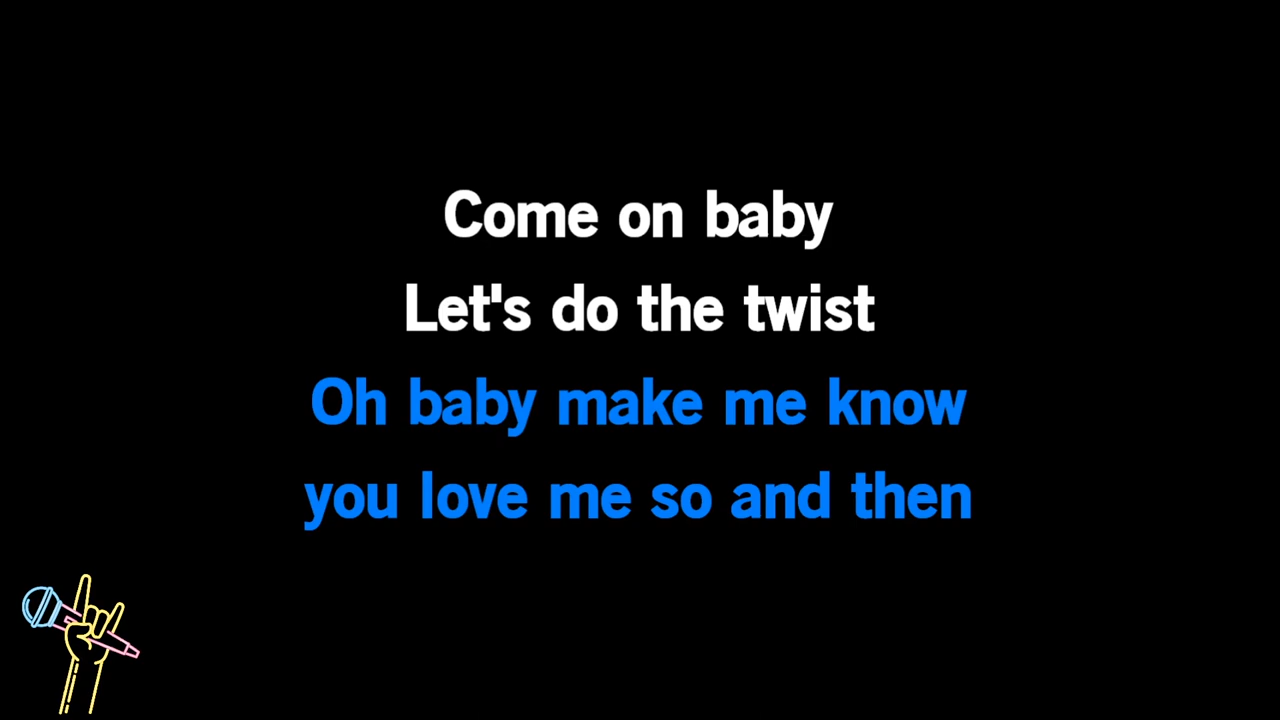 Come on baby
Let's do the twist
Oh baby make me know
you love me so and then